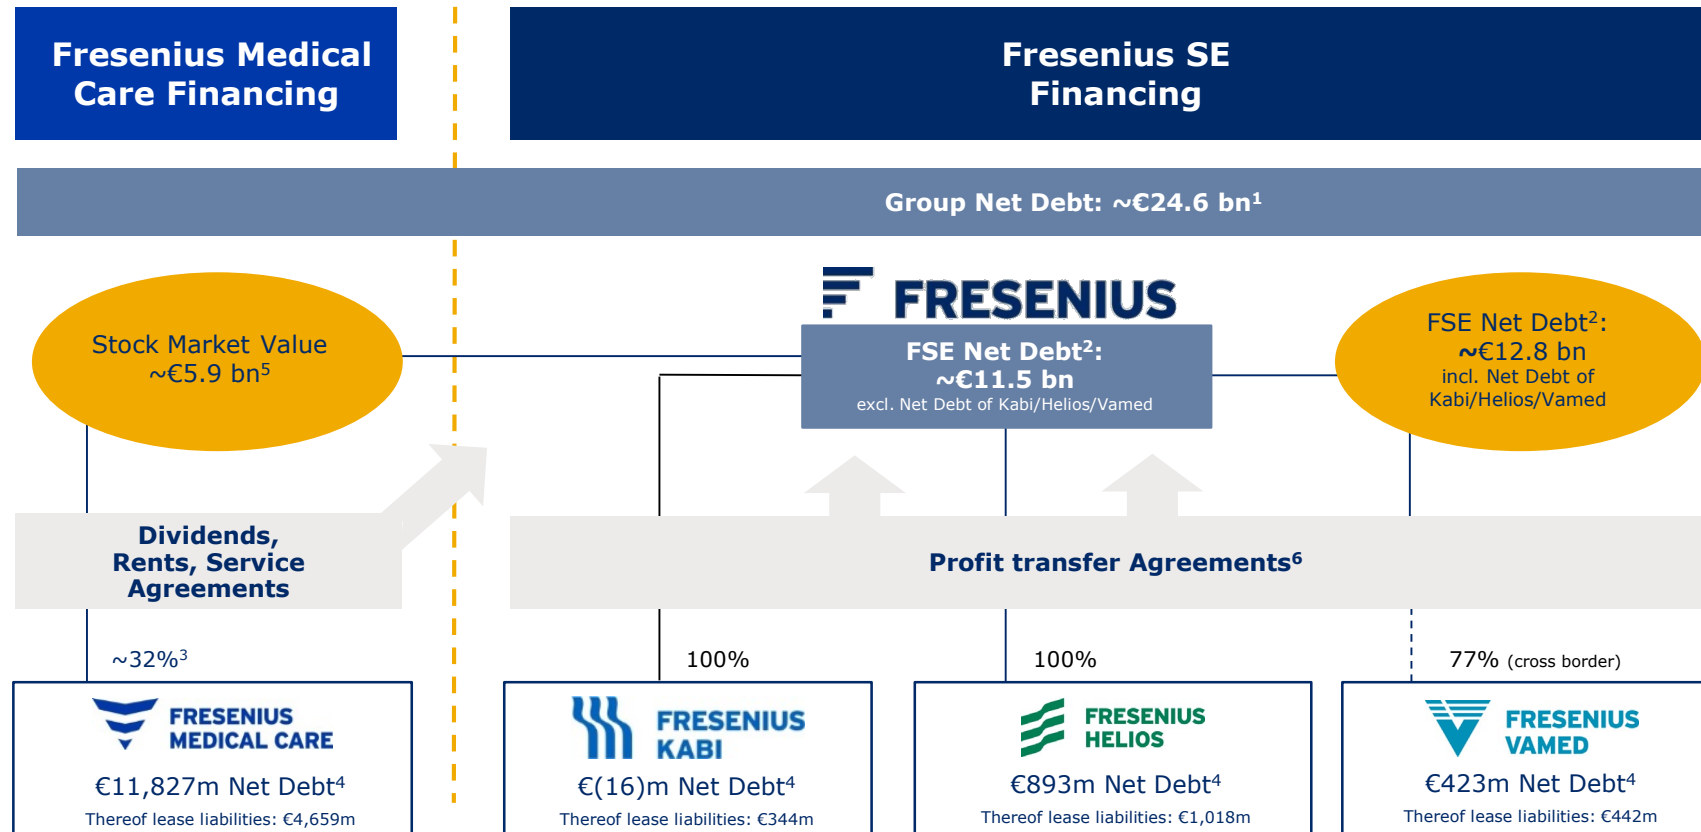 Fresenius Medical
Care Financing
Fresenius SE
Financing
Group Net Debt: ~€24.6 bn¹
Stock Market Value
~€5.9 bn⁵
FRESENIUS
FSE Net Debt²:
~€11.5 bn
excl. Net Debt of Kabi/Helios/Vamed
FSE Net Debt²:
~€12.8 bn
incl. Net Debt of
Kabi/Helios/Vamed
Dividends,
Rents, Service
Agreements
Profit transfer Agreements⁶
~32%³
100%
100%
77% (cross border)
FRESENIUS
MEDICAL CARE
€11,827m Net Debt⁴
Thereof lease liabilities: €4,659m
FRESENIUS
KABI
€(16)m Net Debt⁴
Thereof lease liabilities: €344m
FRESENIUS
HELIOS
€893m Net Debt⁴
Thereof lease liabilities: €1,018m
FRESENIUS
VAMED
€423m Net Debt⁴
Thereof lease liabilities: €442m